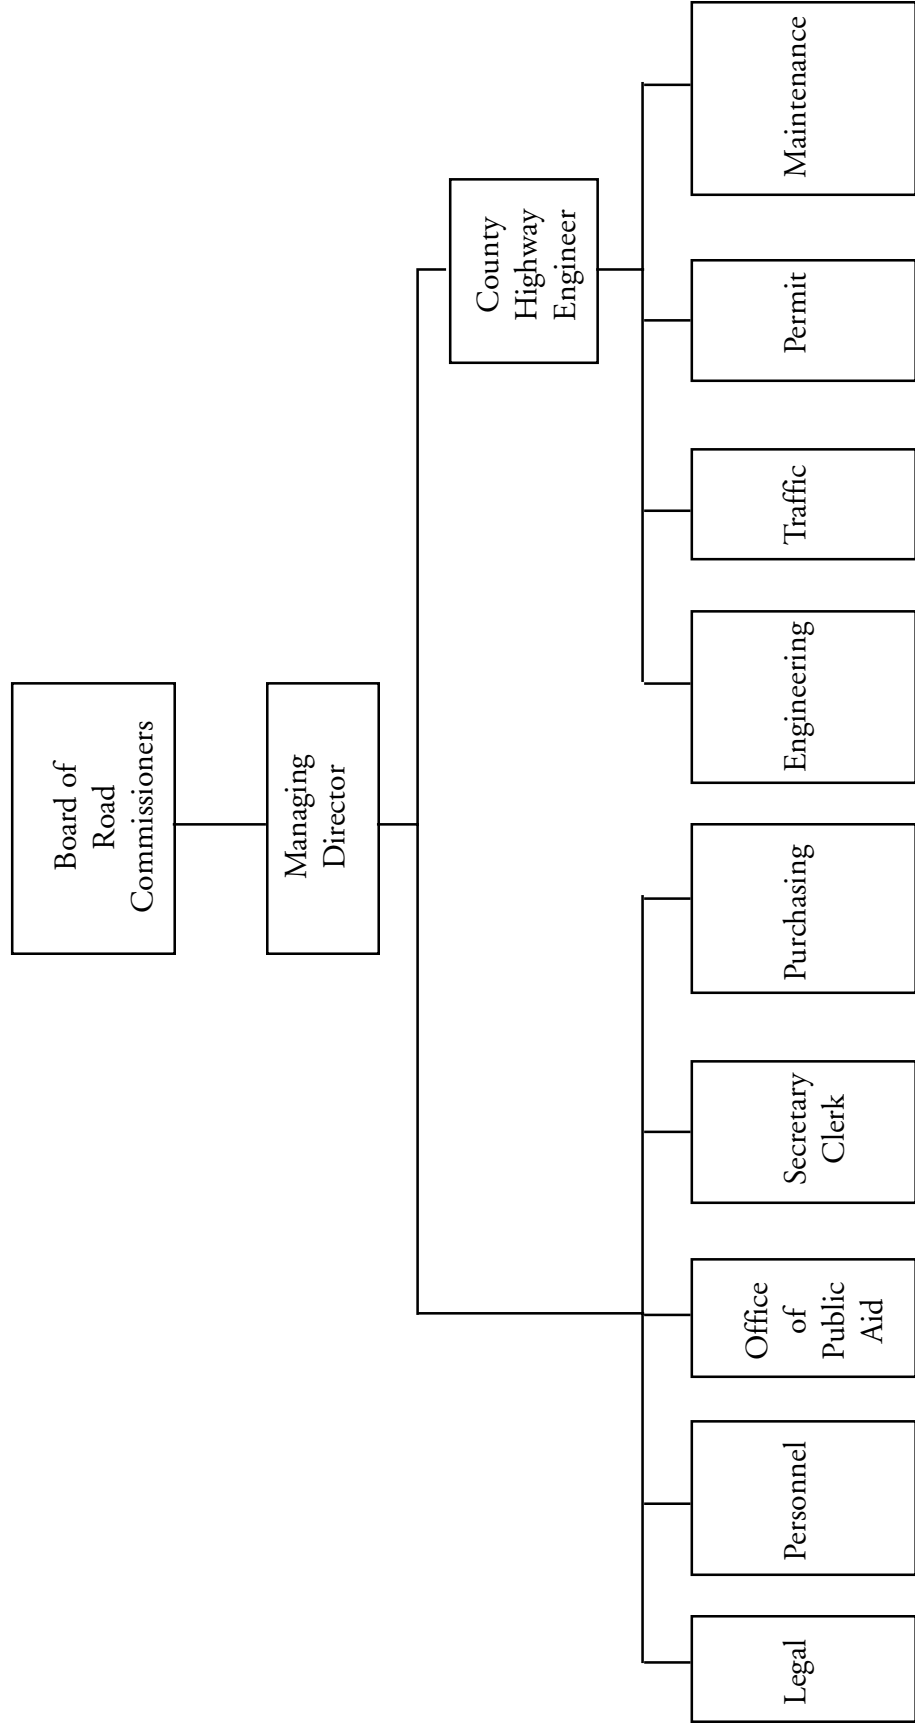 Board of
Road
Commissioners
Managing
Director
County
Highway
Engineer
Legal
Personnel
Office
of
Public
Aid
Secretary
Clerk
Purchasing
Engineering
Traffic
Permit
Maintenance